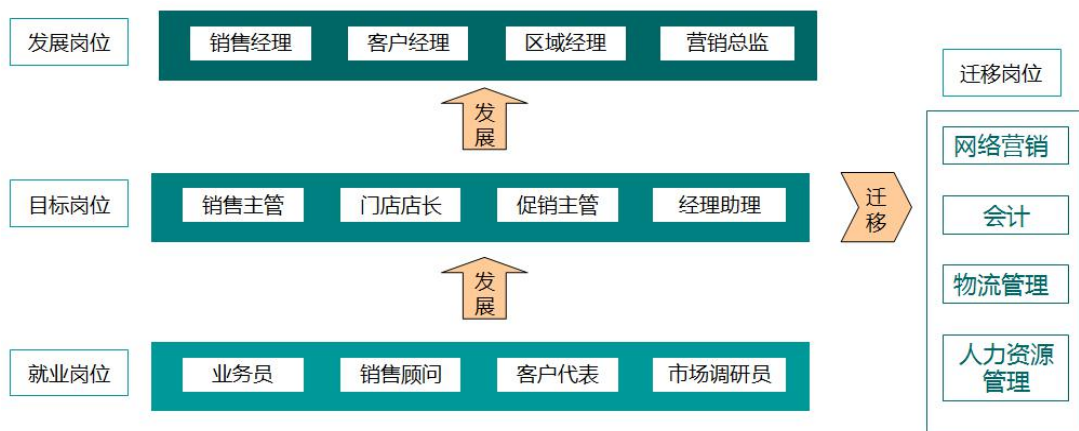 发展岗位
销售经理 客户经理 区域经理 营销总监
迁移岗位
发
展
网络营销
目标岗位
销售主管 门店店长 促销主管 经理助理
迁
移
会计
发
展
物流管理
就业岗位
业务员 销售顾问 客户代表 市场调研员
人力资源
管理